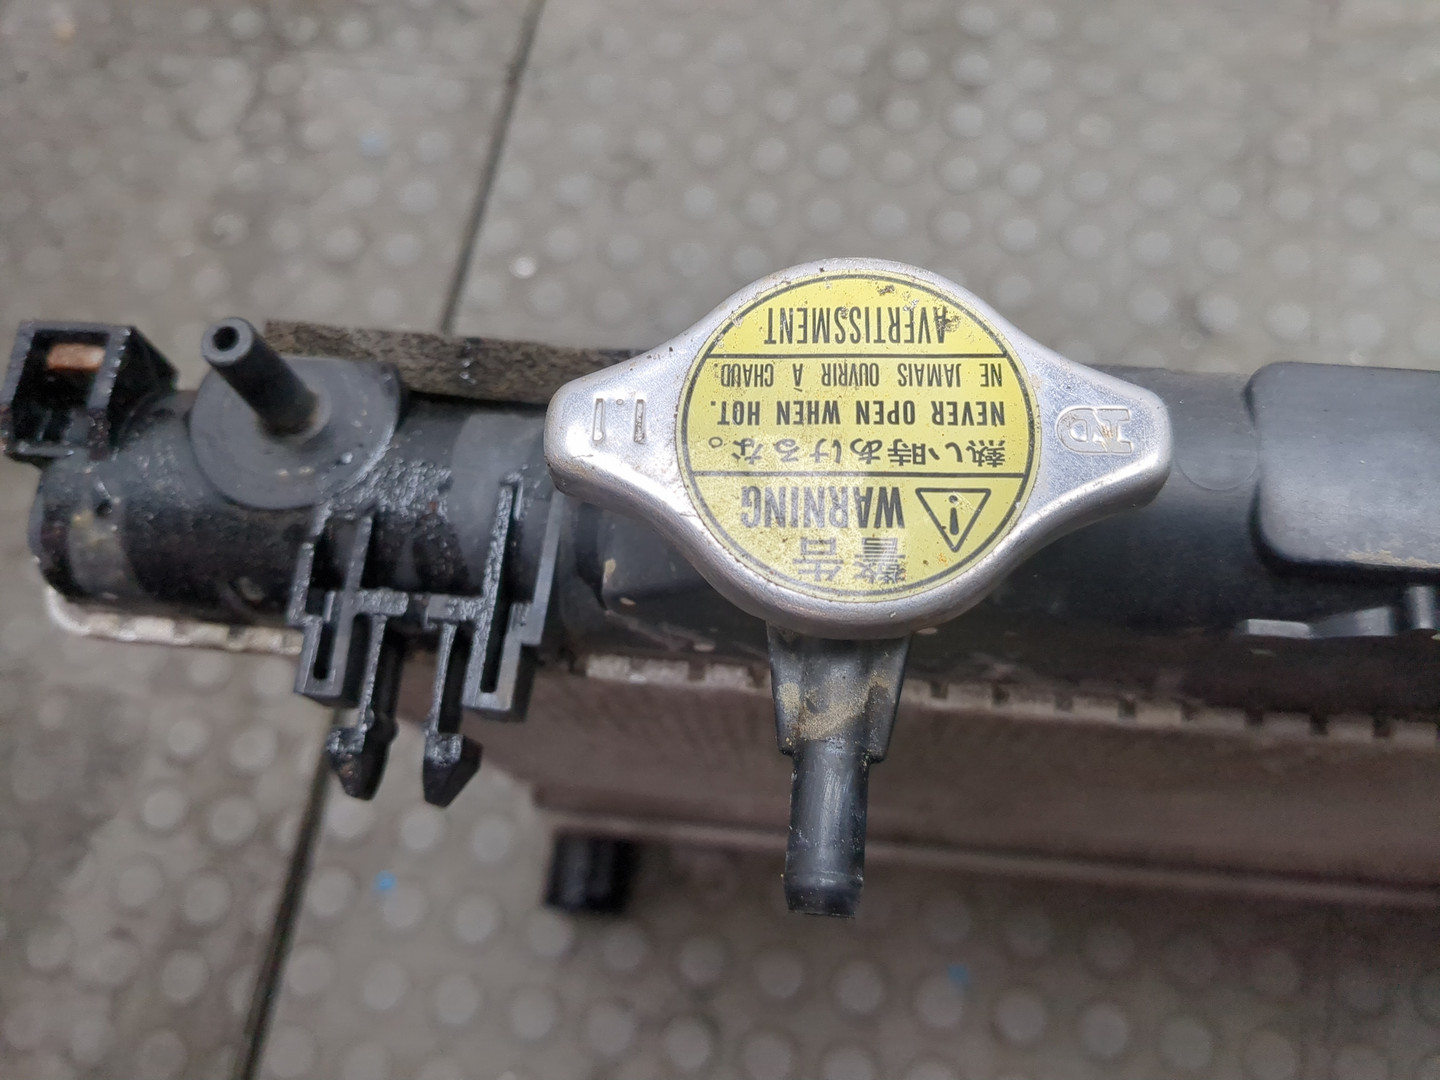 警告
WARNING
熱い時あけるな。
NEVER OPEN WHEN HOT.
NE JAMAIS OUVRIR À CHAUD.
AVERTISSMENT
1.1
ND